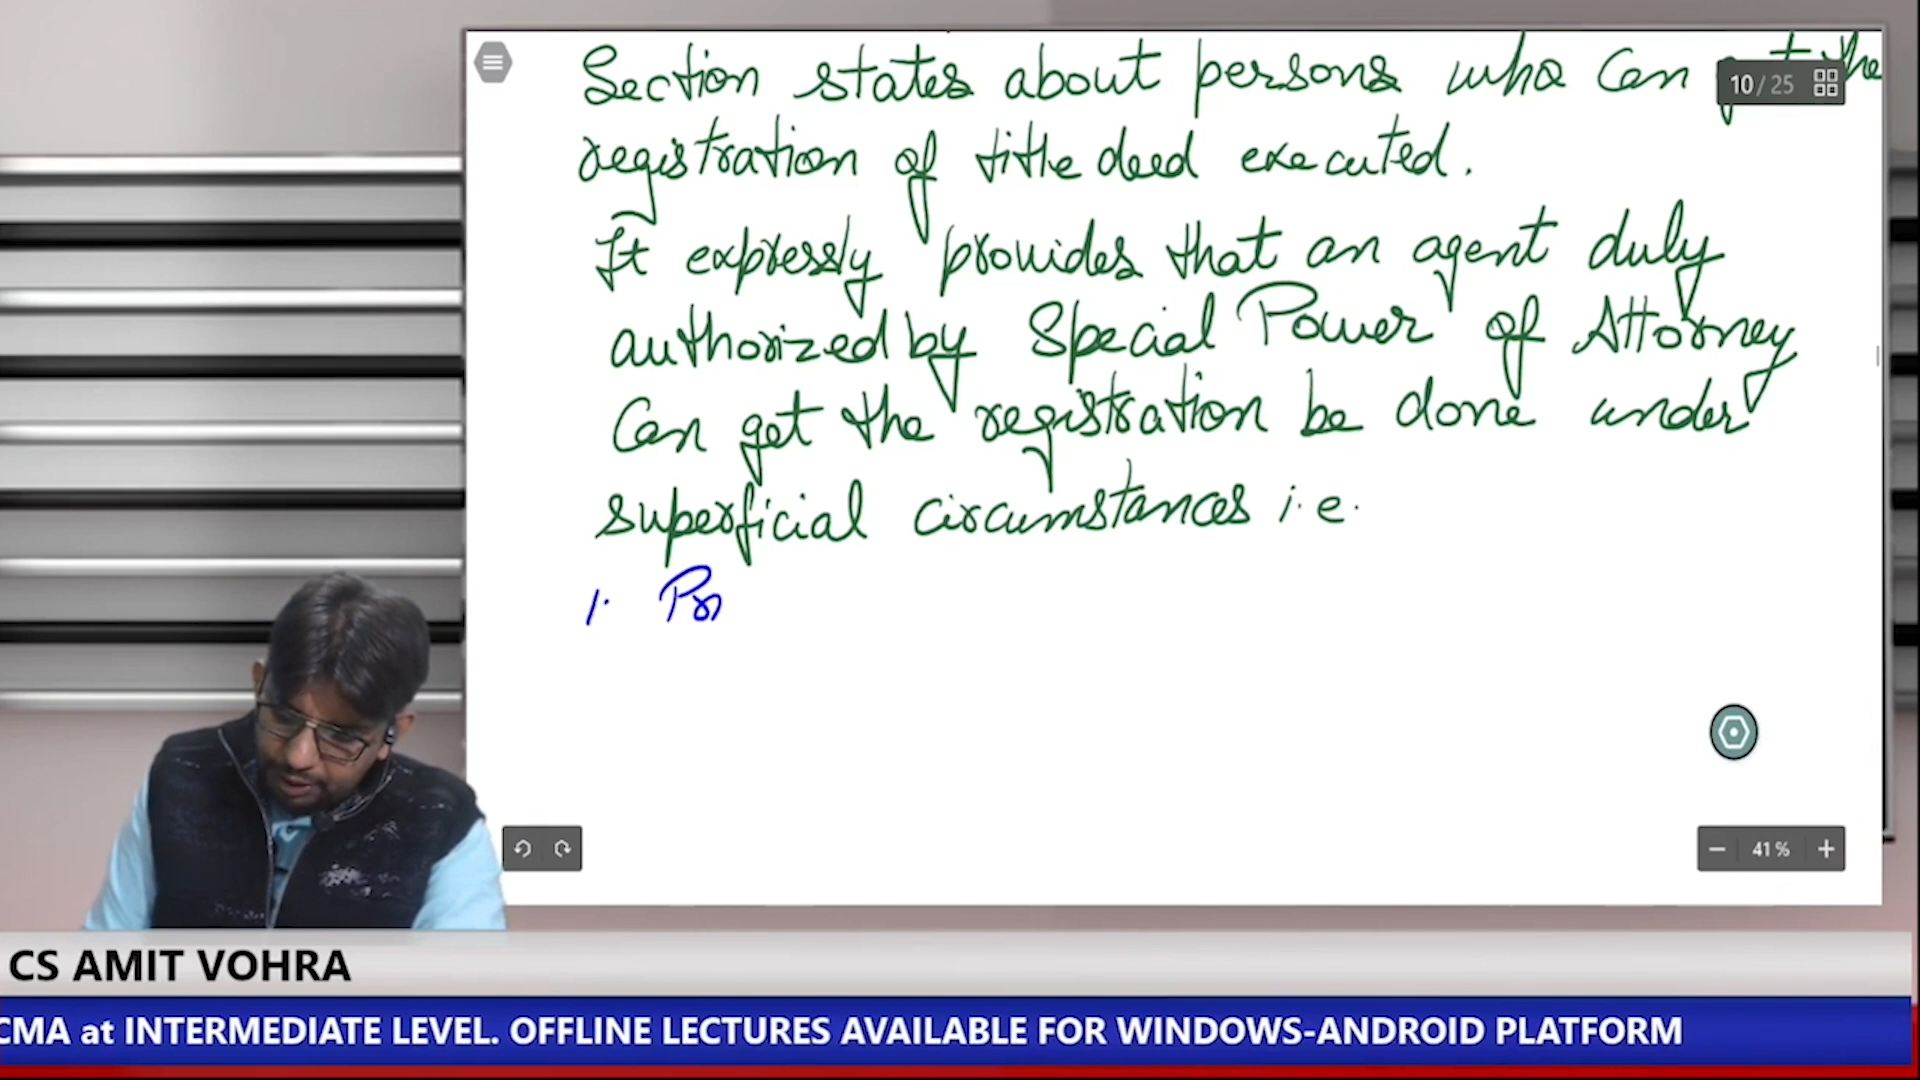 Section states about persons who can the
10 / 25
registration of title deed executed.
It expressly provides that an agent duly
authorized by Special Power of Attorney
Can get the registration be done under
superficial circumstances i.e.
1. Pr
41 %
CS AMIT VOHRA
CMA at INTERMEDIATE LEVEL. OFFLINE LECTURES AVAILABLE FOR WINDOWS-ANDROID PLATFORM